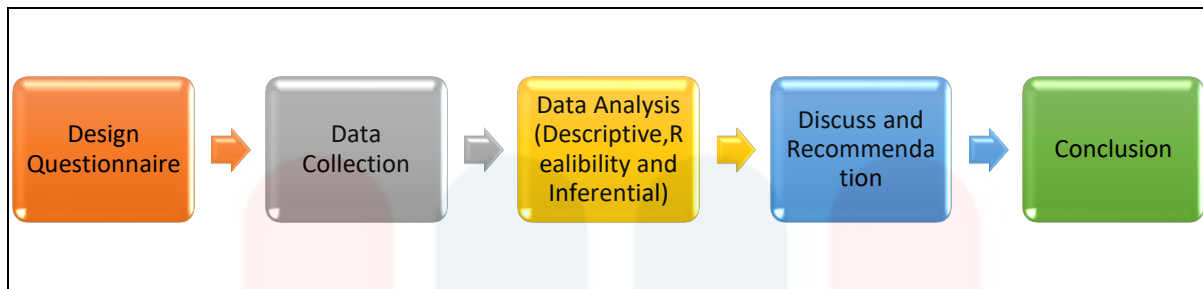 Design
Questionnaire
Data
Collection
Data Analysis
(Descriptive,R
ealibility and
Inferential)
Discuss and
Recommenda
tion
Conclusion